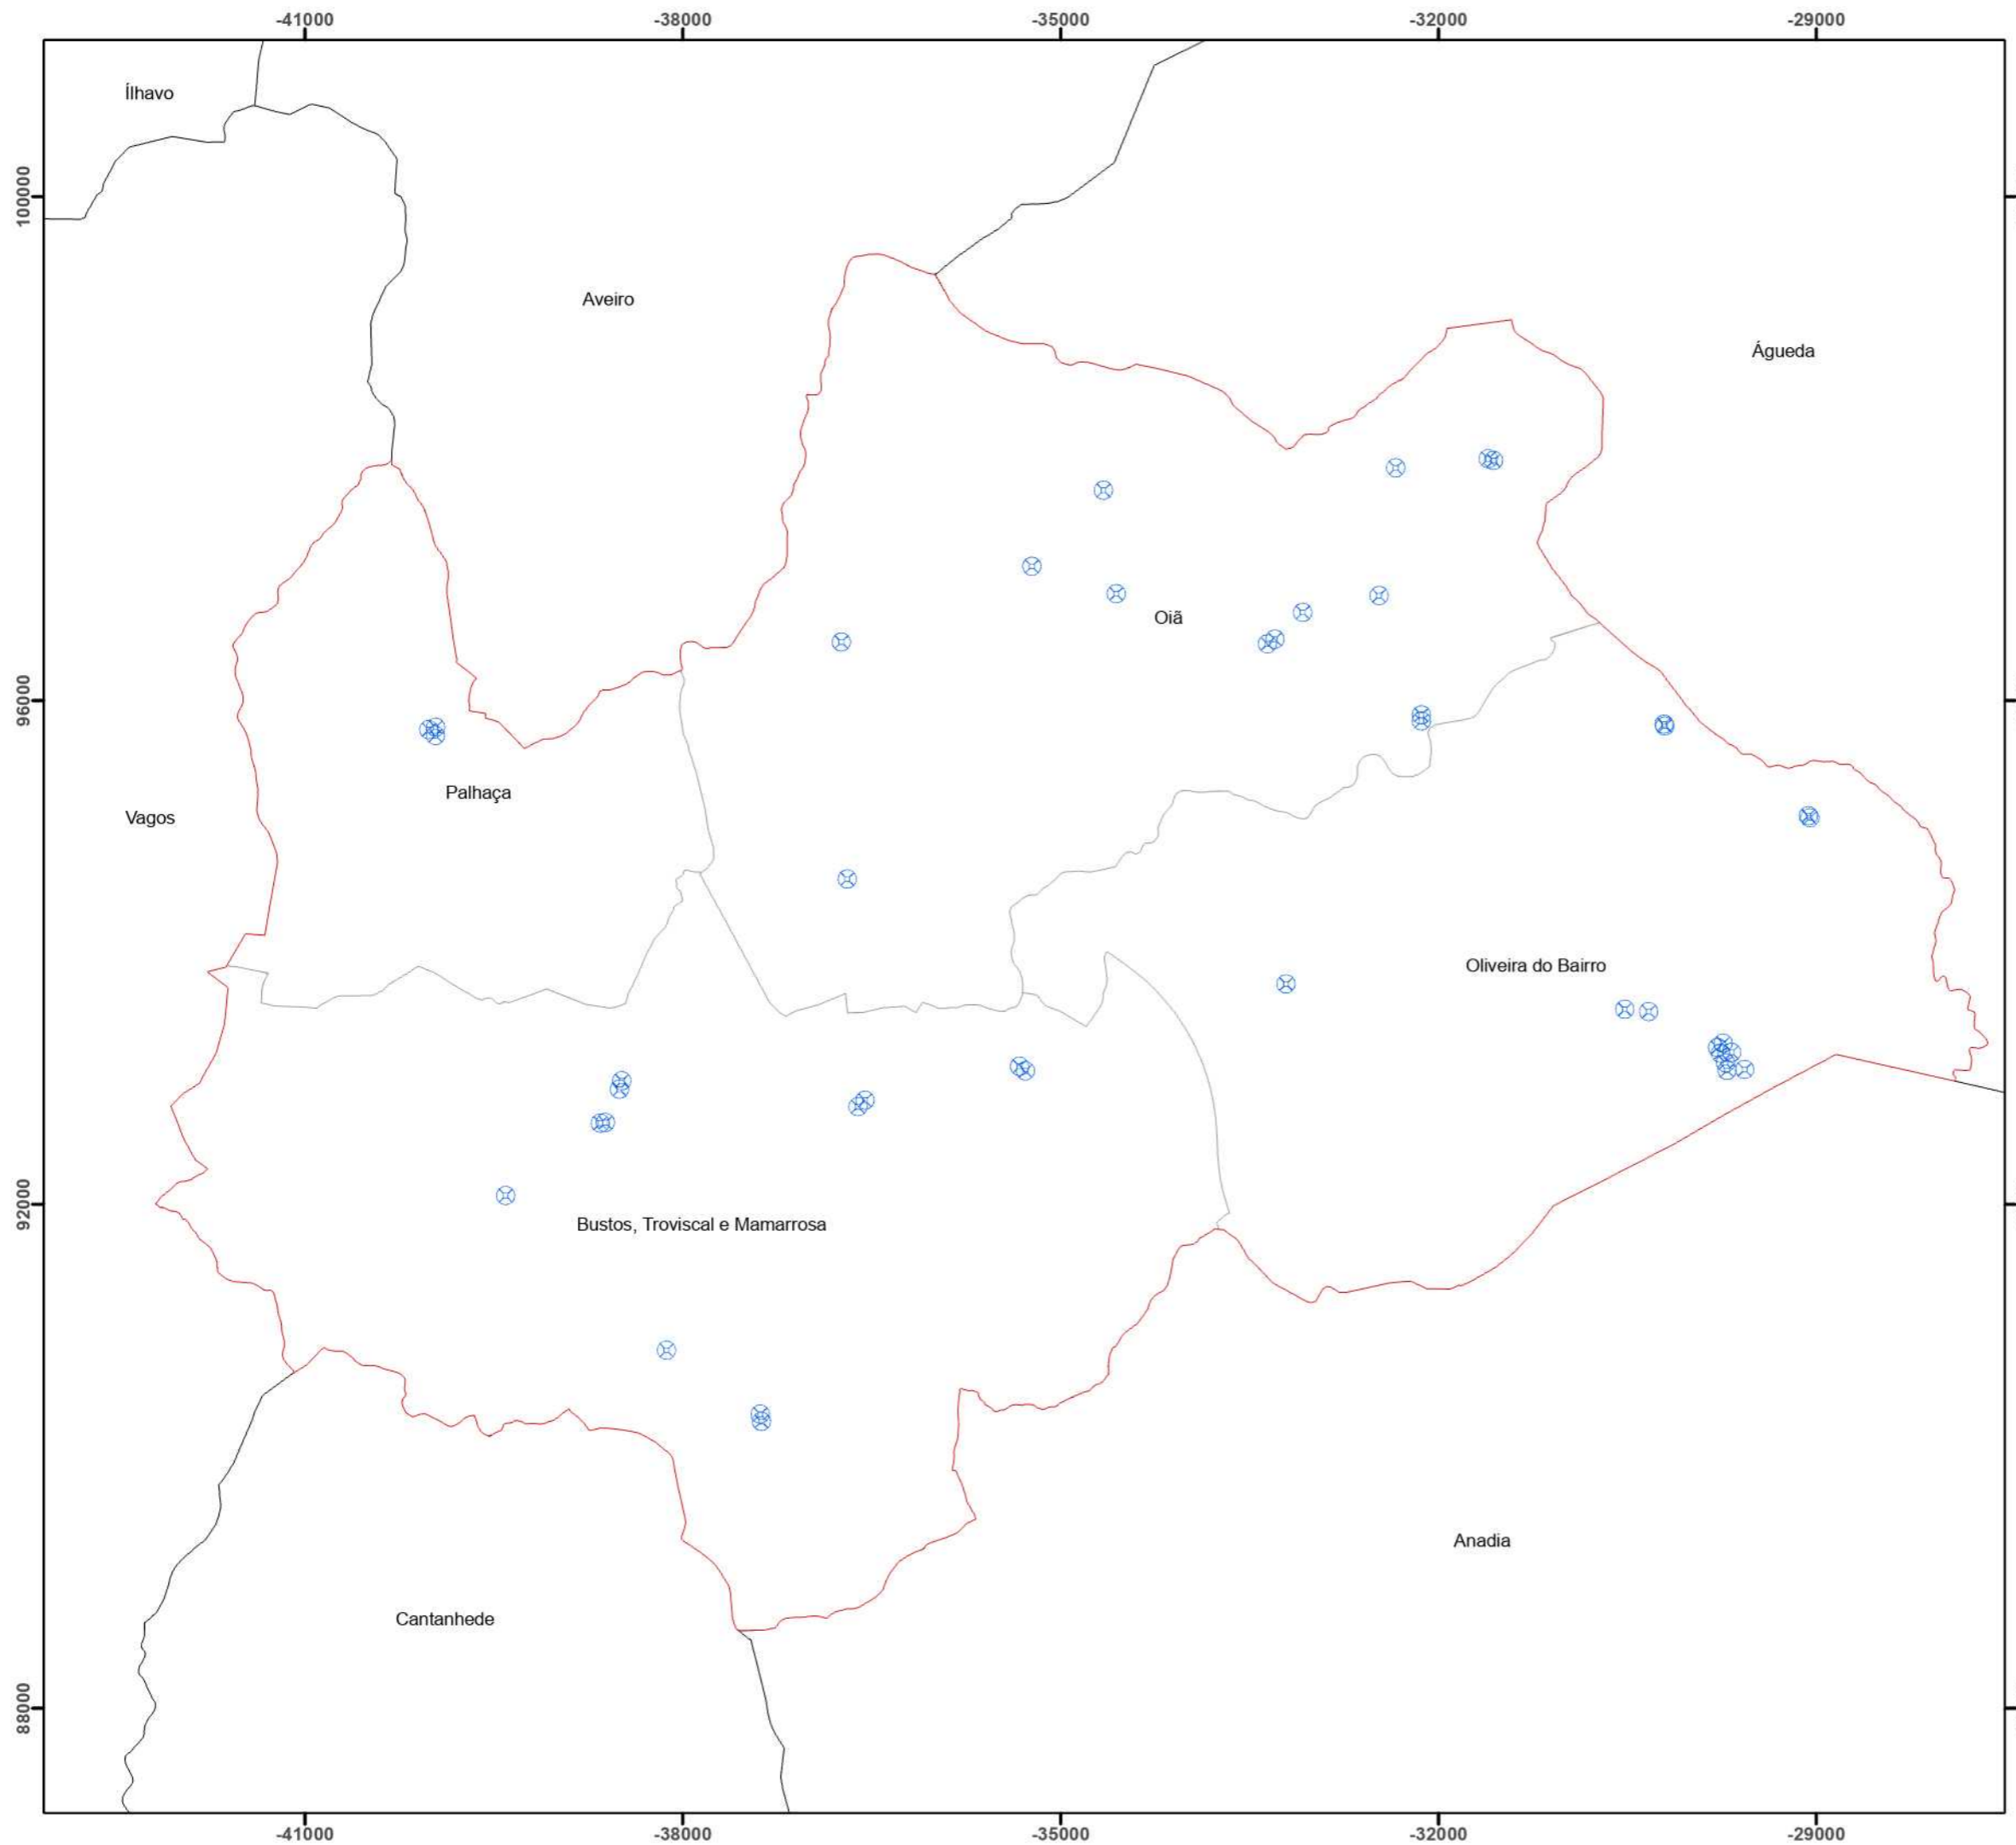 -41000
-38000
-35000
-32000
-29000
Ílhavo
100000
Aveiro
Águeda
Oiã
96000
Palhaça
Vagos
Oliveira do Bairro
92000
Bustos, Troviscal e Mamarrosa
Anadia
Cantanhede
88000
-41000
-38000
-35000
-32000
-29000